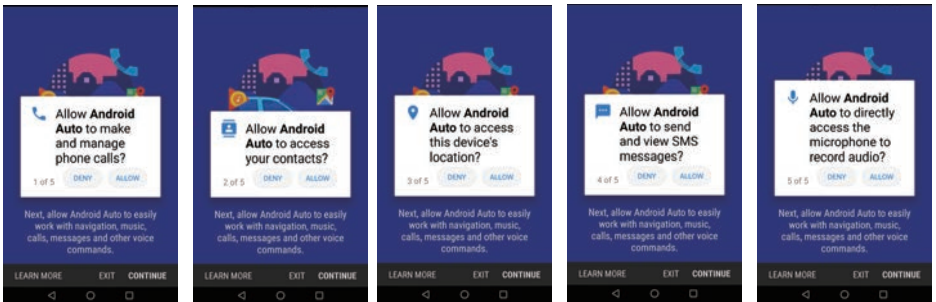 Allow Android
Auto to make
and manage
phone calls?
1 of 5
DENY
ALLOW
Next, allow Android Auto to easily
work with navigation, music,
calls, messages and other voice
commands.
LEARN MORE
EXIT
CONTINUE
Allow Android
Auto to access
your contacts?
2 of 5
DENY
ALLOW
Next, allow Android Auto to easily
work with navigation, music,
calls, messages and other voice
commands.
LEARN MORE
EXIT
CONTINUE
Allow Android
Auto to access
this device's
location?
3 of 5
DENY
ALLOW
Next, allow Android Auto to easily
work with navigation, music,
calls, messages and other voice
commands.
LEARN MORE
EXIT
CONTINUE
Allow Android
Auto to send
and view SMS
messages?
4 of 5
DENY
ALLOW
Next, allow Android Auto to easily
work with navigation, music,
calls, messages and other voice
commands.
LEARN MORE
EXIT
CONTINUE
Allow Android
Auto to directly
access the
microphone to
record audio?
5 of 5
DENY
ALLOW
Next, allow Android Auto to easily
work with navigation, music,
calls, messages and other voice
commands.
LEARN MORE
EXIT
CONTINUE